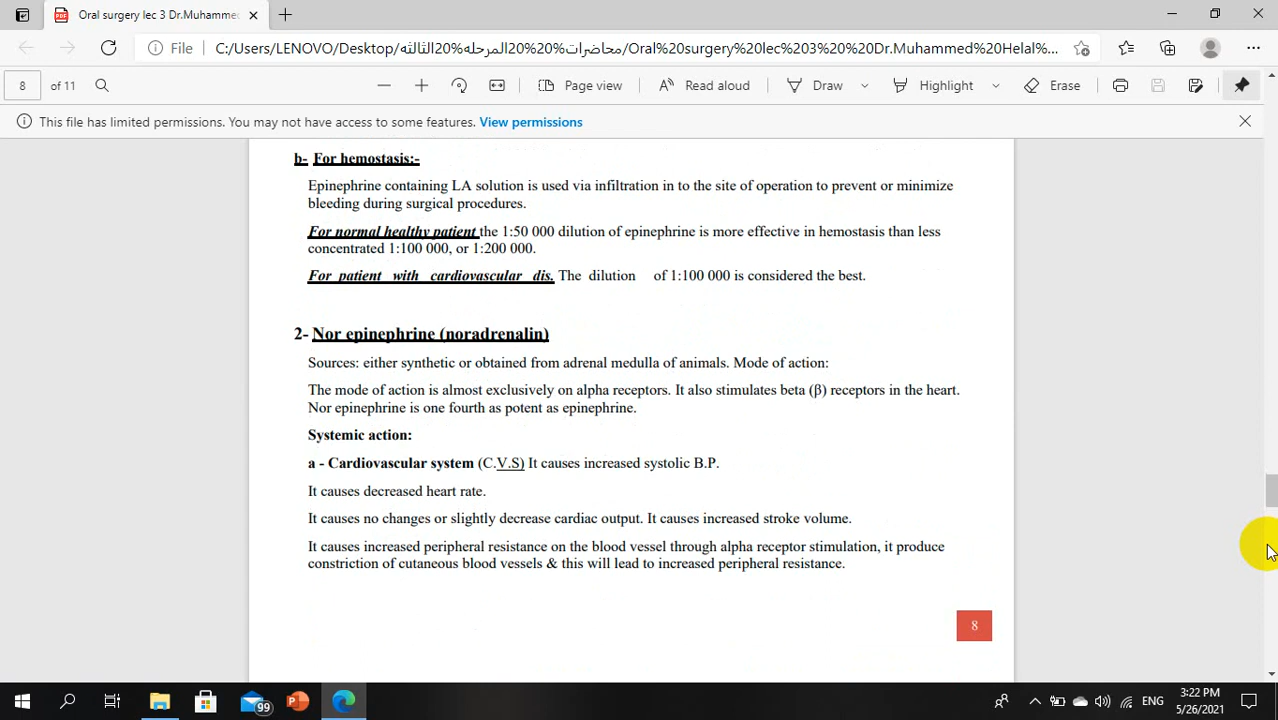 Oral surgery lec 3 Dr.Muhamme
File
C:/Users/LENOVO/Desktop/محاضرات%20%20المرحله%20الثالثه/Oral%20surgery%20lec%203%20%20Dr.Muhammed%20Helal%...
8 of 11
Page view
Read aloud
Draw
Highlight
Erase
This file has limited permissions. You may not have access to some features. View permissions
b- For hemostasis:-
Epinephrine containing LA solution is used via infiltration in to the site of operation to prevent or minimize
bleeding during surgical procedures.
For normal healthy patient the 1:50 000 dilution of epinephrine is more effective in hemostasis than less
concentrated 1:100 000, or 1:200 000.
For patient with cardiovascular dis. The dilution of 1:100 000 is considered the best.
2- Nor epinephrine (noradrenalin)
Sources: either synthetic or obtained from adrenal medulla of animals. Mode of action:
The mode of action is almost exclusively on alpha receptors. It also stimulates beta (β) receptors in the heart.
Nor epinephrine is one fourth as potent as epinephrine.
Systemic action:
a - Cardiovascular system (C.V.S) It causes increased systolic B.P.
It causes decreased heart rate.
It causes no changes or slightly decrease cardiac output. It causes increased stroke volume.
It causes increased peripheral resistance on the blood vessel through alpha receptor stimulation, it produce
constriction of cutaneous blood vessels & this will lead to increased peripheral resistance.
8
99
ENG
3:22 PM
5/26/2021